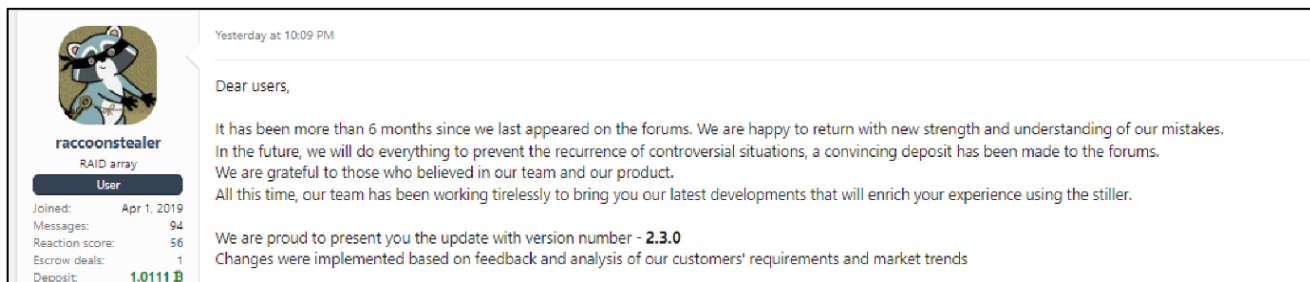 Yesterday at 10:09 PM
Dear users,
It has been more than 6 months since we last appeared on the forums. We are happy to return with new strength and understanding of our mistakes.
In the future, we will do everything to prevent the recurrence of controversial situations, a convincing deposit has been made to the forums.
We are grateful to those who believed in our team and our product.
All this time, our team has been working tirelessly to bring you our latest developments that will enrich your experience using the stiller.
We are proud to present you the update with version number - 2.3.0
Changes were implemented based on feedback and analysis of our customers' requirements and market trends
raccoonstealer
RAID array
User
Joined: Apr 1, 2019
Messages: 94
Reaction score: 56
Escrow deals: 1
Deposit: 1.0111 ₿